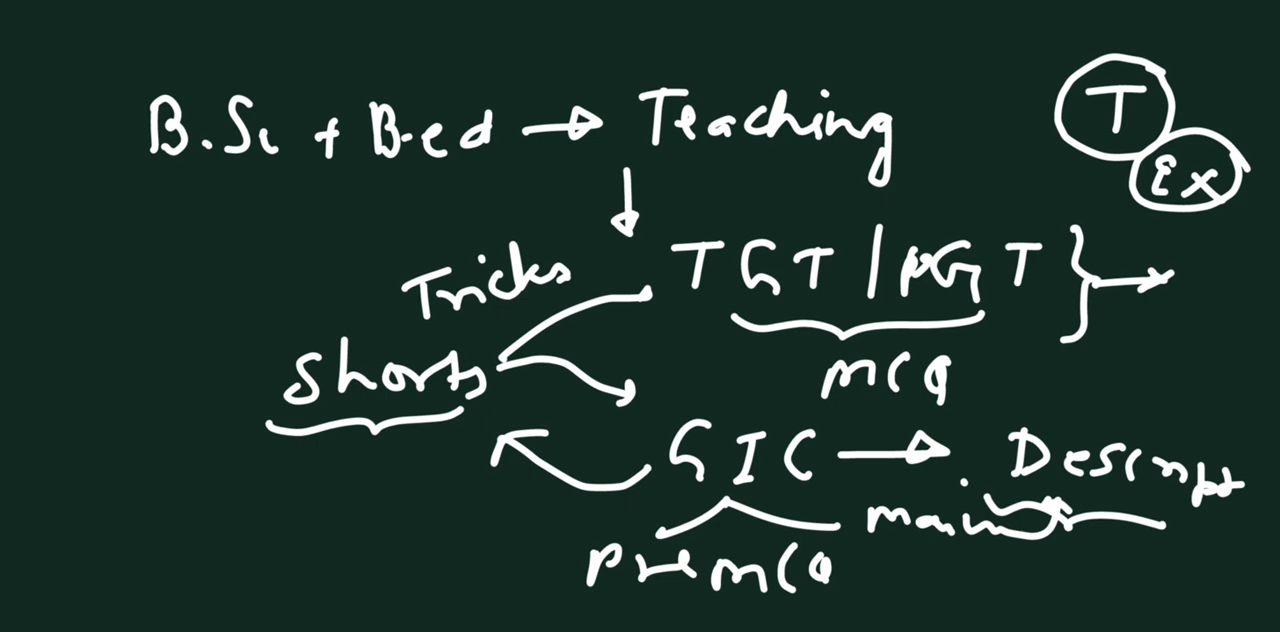 B.Sc + B.ed → Teaching
T
Ex
Tricks
TGT | PGT
Shorts
MCQ
GIC → Descript
main
Pre MCQ